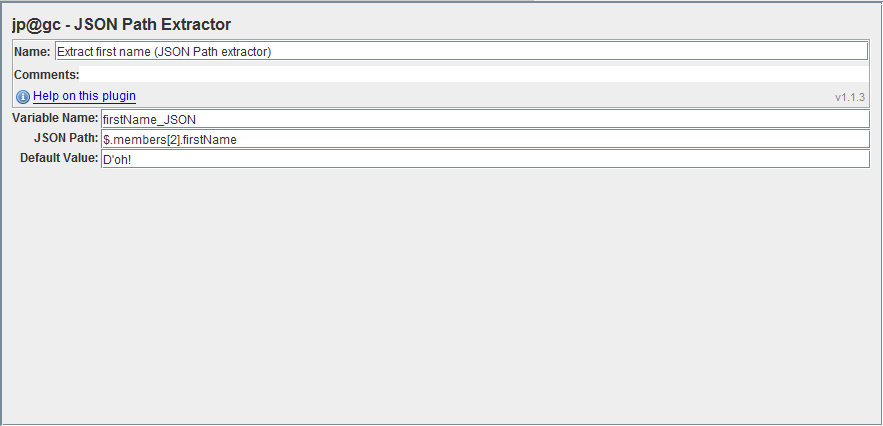 jp@gc - JSON Path Extractor
Name: Extract first name (JSON Path extractor)
Comments:
Help on this plugin v1.1.3
Variable Name: firstName_JSON
JSON Path: $.members[2].firstName
Default Value: D'oh!